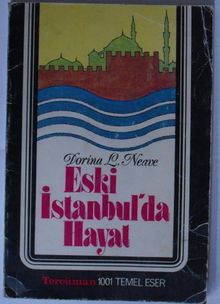 Dorina L. Neave
Eski
İstanbul'da
Hayat
Tercüman 1001 TEMEL ESER